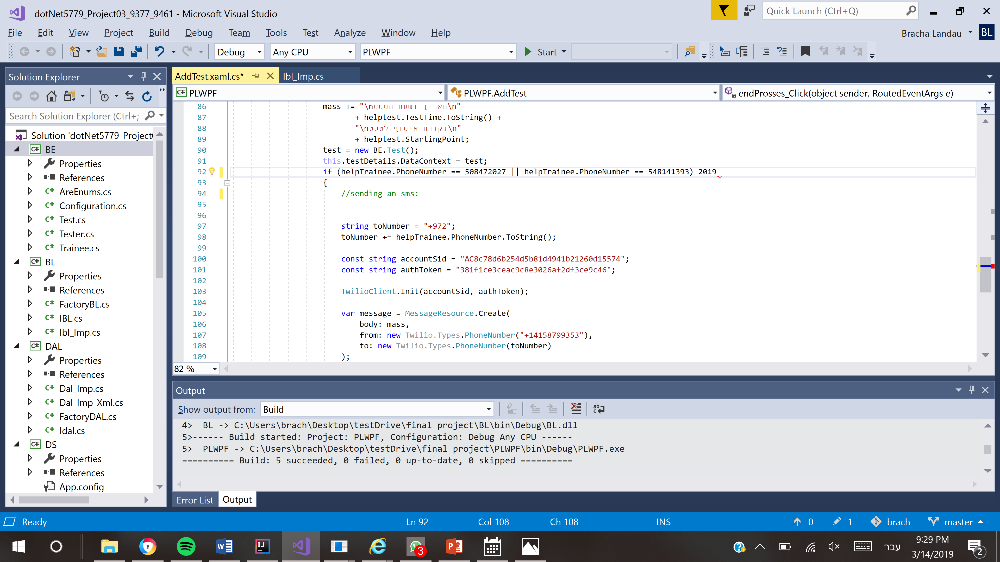 dotNet5779_Project03_9377_9461 - Microsoft Visual Studio
Quick Launch (Ctrl+Q)
File Edit View Project Build Debug Team Tools Test Analyze Window Help
Bracha Landau BL
Debug Any CPU PLWPF Start
Solution Explorer
Search Solution Explorer (Ctrl+;
Solution 'dotNet5779_Project
C# BE
Properties
References
C# AreEnums.cs
C# Configuration.cs
C# Test.cs
C# Tester.cs
C# Trainee.cs
C# BL
Properties
References
C# FactoryBL.cs
C# IBL.cs
C# Ibl_Imp.cs
C# DAL
Properties
References
C# Dal_Imp.cs
C# Dal_Imp_Xml.cs
C# FactoryDAL.cs
C# Idal.cs
C# DS
Properties
References
App.config
AddTest.xaml.cs* Ibl_Imp.cs
C# PLWPF PLWPF.AddTest endProsses_Click(object sender, RoutedEventArgs e)
86 mass += "\nתאריך ושעת הטסט\n"
87 + helptest.TestTime.ToString() +
88 "\nנקודת איסוף לטסט\n"
89 + helptest.StartingPoint;
90 test = new BE.Test();
91 this.testDetails.DataContext = test;
92 if (helpTrainee.PhoneNumber == 508472027 || helpTrainee.PhoneNumber == 548141393) 2019
93 {
94 //sending an sms:
95
96
97 string toNumber = "+972";
98 toNumber += helpTrainee.PhoneNumber.ToString();
99
100 const string accountSid = "AC8c78d6b254d5b81d4941b21260d15574";
101 const string authToken = "381f1ce3ceac9c8e3026af2df3ce9c46";
102
103 TwilioClient.Init(accountSid, authToken);
104
105 var message = MessageResource.Create(
106 body: mass,
107 from: new Twilio.Types.PhoneNumber("+14158799353"),
108 to: new Twilio.Types.PhoneNumber(toNumber)
109 );
82 %
Output
Show output from: Build
4> BL -> C:\Users\brach\Desktop\testDrive\final project\BL\bin\Debug\BL.dll
5>------ Build started: Project: PLWPF, Configuration: Debug Any CPU ------
5> PLWPF -> C:\Users\brach\Desktop\testDrive\final project\PLWPF\bin\Debug\PLWPF.exe
========== Build: 5 succeeded, 0 failed, 0 up-to-date, 0 skipped ==========
Error List Output
Ready Ln 92 Col 108 Ch 108 INS 0 1 brach master
3 עבר 9:29 PM
3/14/2019 2